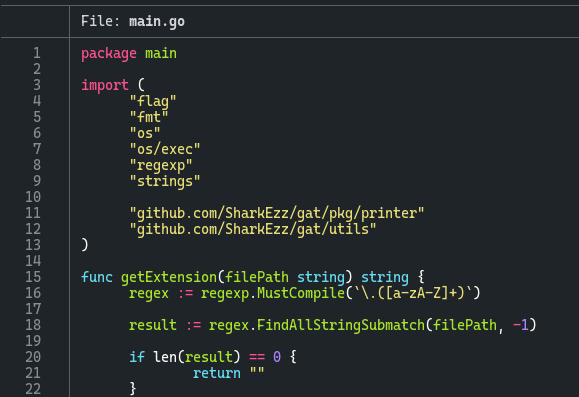 File: main.go
1 package main
2
3 import (
4 "flag"
5 "fmt"
6 "os"
7 "os/exec"
8 "regexp"
9 "strings"
10
11 "github.com/SharkEzz/gat/pkg/printer"
12 "github.com/SharkEzz/gat/utils"
13 )
14
15 func getExtension(filePath string) string {
16 regex := regexp.MustCompile(`\.([a-zA-Z]+)`)
17
18 result := regex.FindAllStringSubmatch(filePath, -1)
19
20 if len(result) == 0 {
21 return ""
22 }